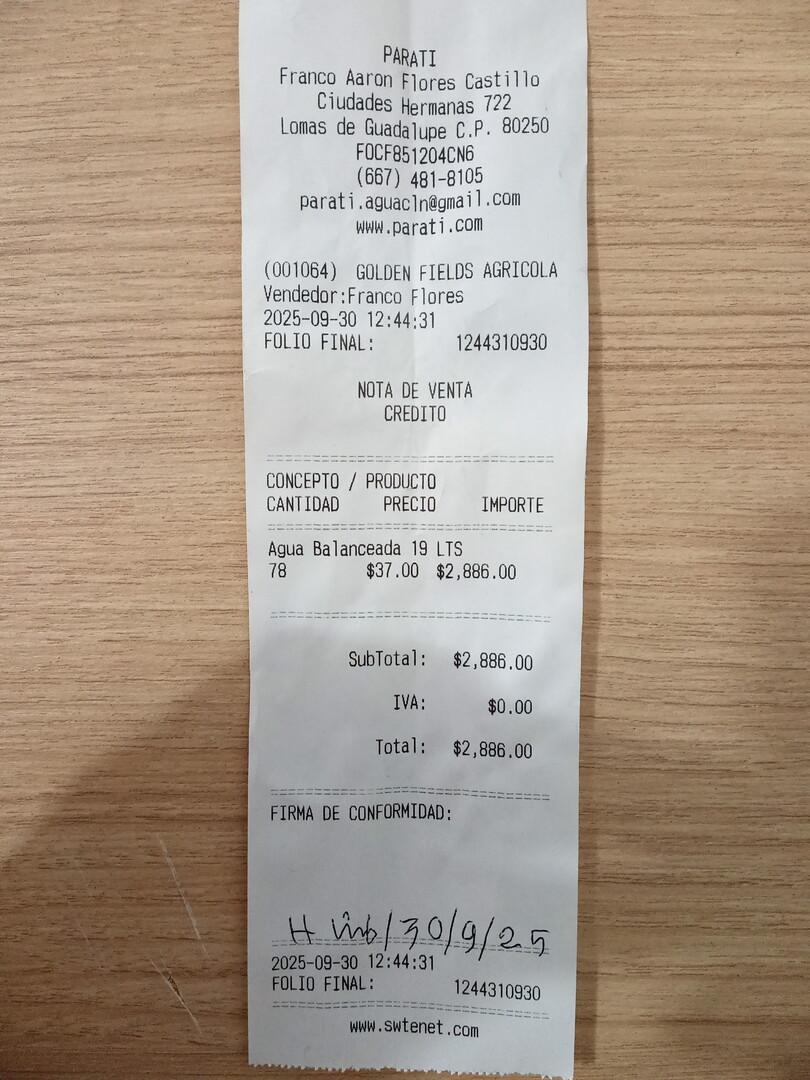 PARATI
Franco Aaron Flores Castillo
Ciudades Hermanas 722
Lomas de Guadalupe C.P. 80250
FOCF851204CN6
(667) 481-8105
parati.aguacln@gmail.com
www.parati.com
(001064) GOLDEN FIELDS AGRICOLA
Vendedor:Franco Flores
2025-09-30 12:44:31
FOLIO FINAL: 1244310930
NOTA DE VENTA
CREDITO
CONCEPTO / PRODUCTO
CANTIDAD PRECIO IMPORTE
Agua Balanceada 19 LTS
78 $37.00 $2,886.00
SubTotal: $2,886.00
IVA: $0.00
Total: $2,886.00
FIRMA DE CONFORMIDAD:
H /30/9/25
2025-09-30 12:44:31
FOLIO FINAL: 1244310930
www.swtenet.com